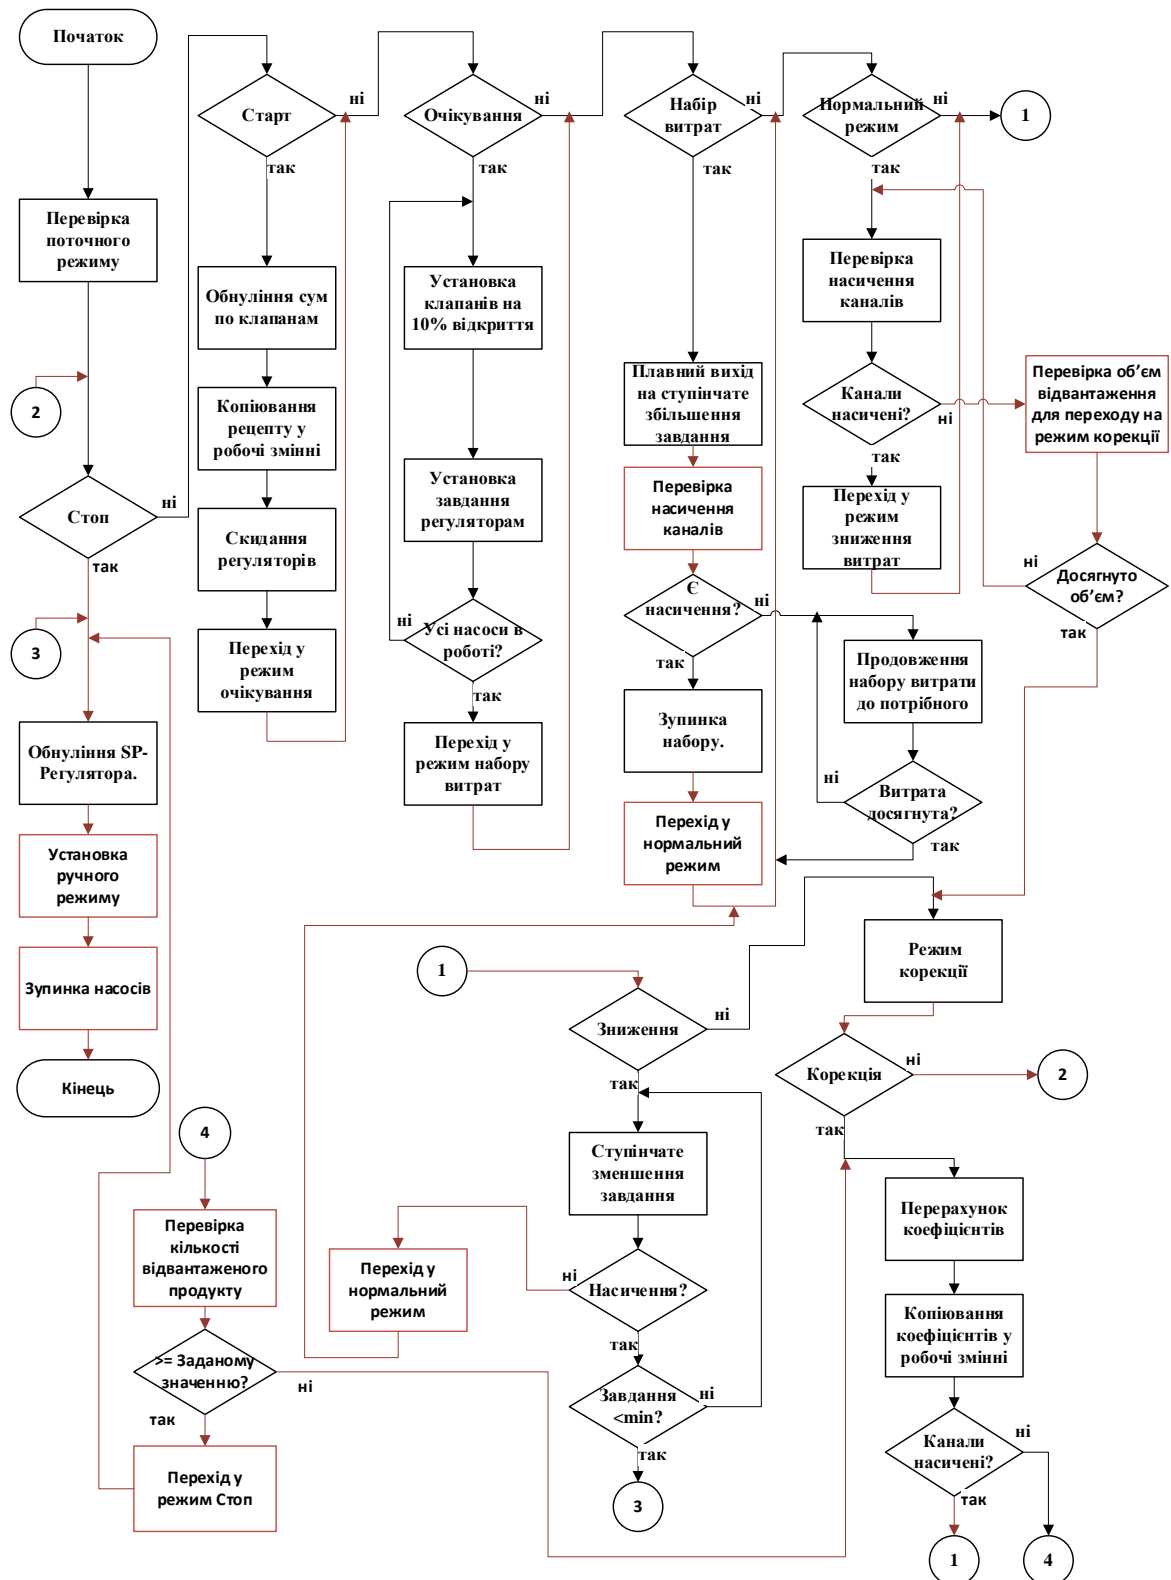 Початок
Перевірка
поточного
режиму
2
Стоп
ні
так
3
Обнуління SP-
Регулятора.
Установка
ручного
режиму
Зупинка насосів
Кінець
Старт
ні
так
Обнуління сум
по клапанам
Копіювання
рецепту у
робочі змінні
Скидання
регуляторів
Перехід у
режим
очікування
Очікування
ні
так
Установка
клапанів на
10% відкриття
Установка
завдання
регуляторам
Усі насоси в
роботі?
ні
так
Перехід у
режим набору
витрат
Набір
витрат
ні
так
Плавний вихід
на ступінчате
збільшення
завдання
Перевірка
насичення
каналів
Є
насичення?
ні
так
Зупинка
набору.
Перехід у
нормальний
режим
Продовження
набору витрати
до потрібного
Витрата
досягнута?
ні
так
Нормальний
режим
ні
1
так
Перевірка
насичення
каналів
Канали
насичені?
ні
так
Перехід у
режим
зниження
витрат
Перевірка об’єм
відвантаження
для переходу на
режим корекції
Досягнуто
об’єм?
ні
так
1
Зниження
ні
так
Ступінчате
зменшення
завдання
Насичення?
ні
так
Перехід у
нормальний
режим
Завдання
<min?
ні
так
3
Режим
корекції
Корекція
ні
2
так
Перерахунок
коефіцієнтів
Копіювання
коефіцієнтів у
робочі змінні
Канали
насичені?
ні
так
1
4
4
Перевірка
кількості
відвантаженого
продукту
>= Заданому
значенню?
ні
так
Перехід у
режим Стоп